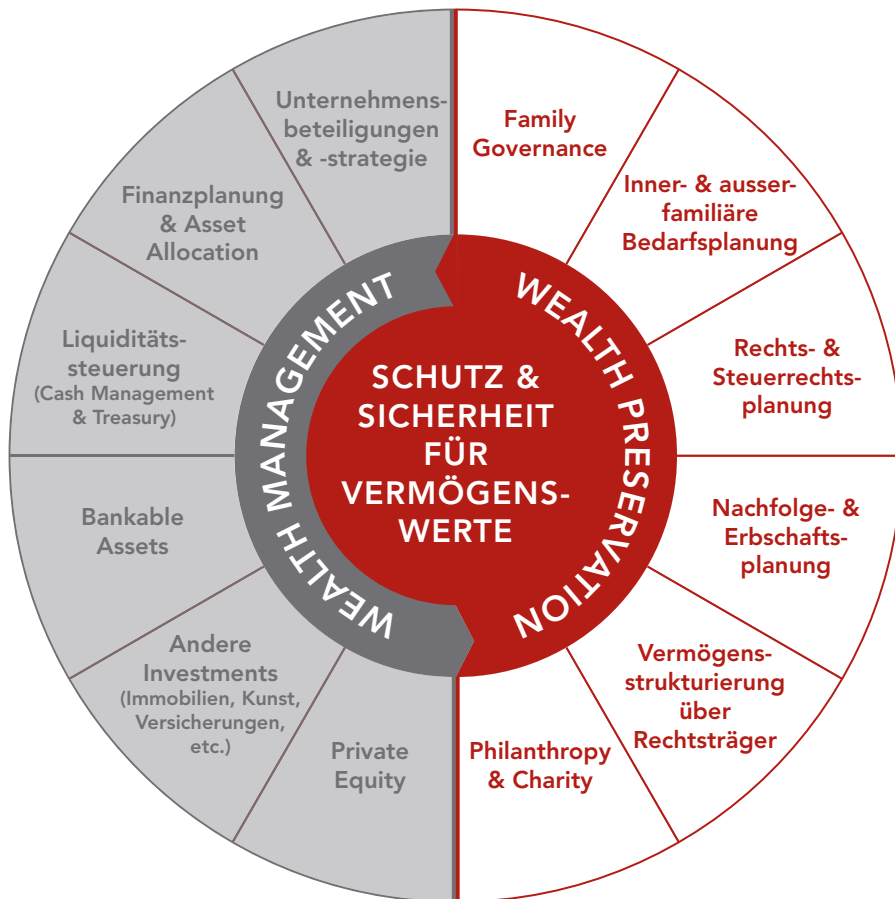 Unternehmens-
beteiligungen
& -strategie
Family
Governance
Inner- & ausser-
familiäre
Bedarfsplanung
Rechts- &
Steuerrechts-
planung
Nachfolge- &
Erbschafts-
planung
Vermögens-
strukturierung
über
Rechtsträger
Philanthropy
& Charity
Private
Equity
Andere
Investments
(Immobilien, Kunst,
Versicherungen,
etc.)
Bankable
Assets
Liquiditäts-
steuerung
(Cash Management
& Treasury)
Finanzplanung
& Asset
Allocation
WEALTH MANAGEMENT
WEALTH PRESERVATION
SCHUTZ &
SICHERHEIT
FÜR
VERMÖGENS-
WERTE